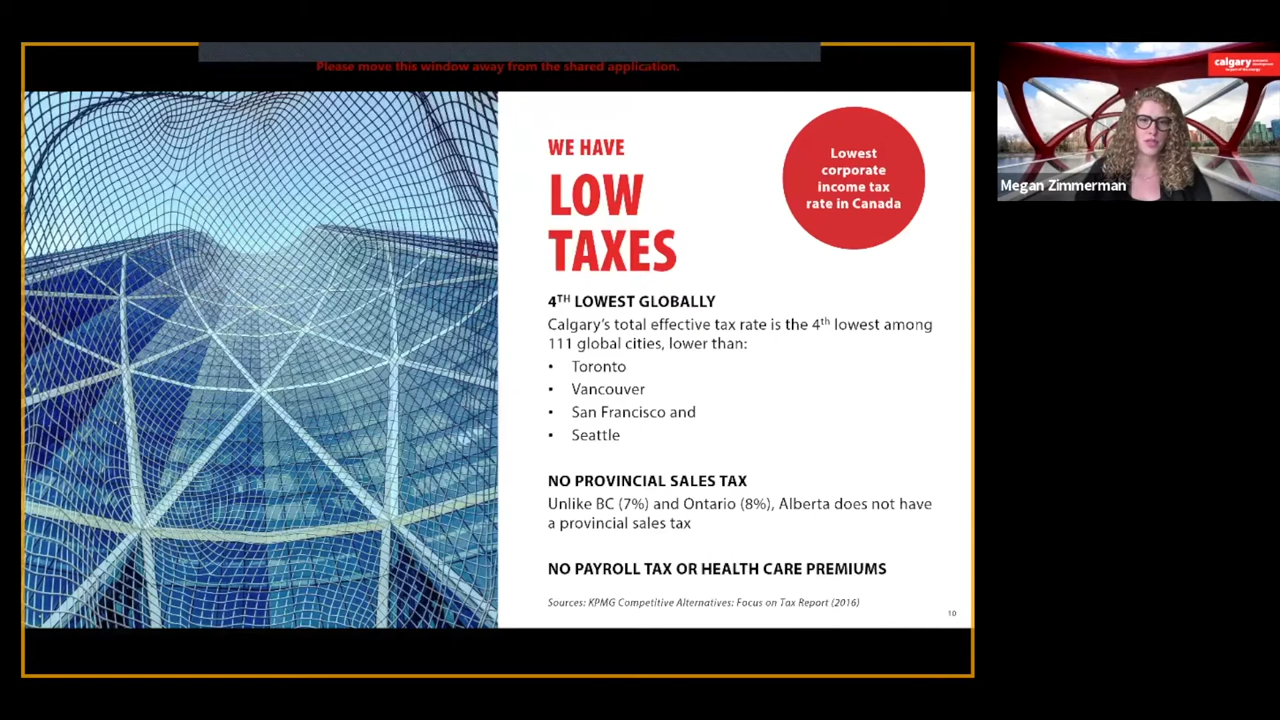 Please move this window away from the shared application.
WE HAVE
LOW
TAXES
Lowest
corporate
income tax
rate in Canada
4TH LOWEST GLOBALLY
Calgary's total effective tax rate is the 4th lowest among
111 global cities, lower than:
• Toronto
• Vancouver
• San Francisco and
• Seattle
NO PROVINCIAL SALES TAX
Unlike BC (7%) and Ontario (8%), Alberta does not have
a provincial sales tax
NO PAYROLL TAX OR HEALTH CARE PREMIUMS
Sources: KPMG Competitive Alternatives: Focus on Tax Report (2016)
10
calgary
Megan Zimmerman